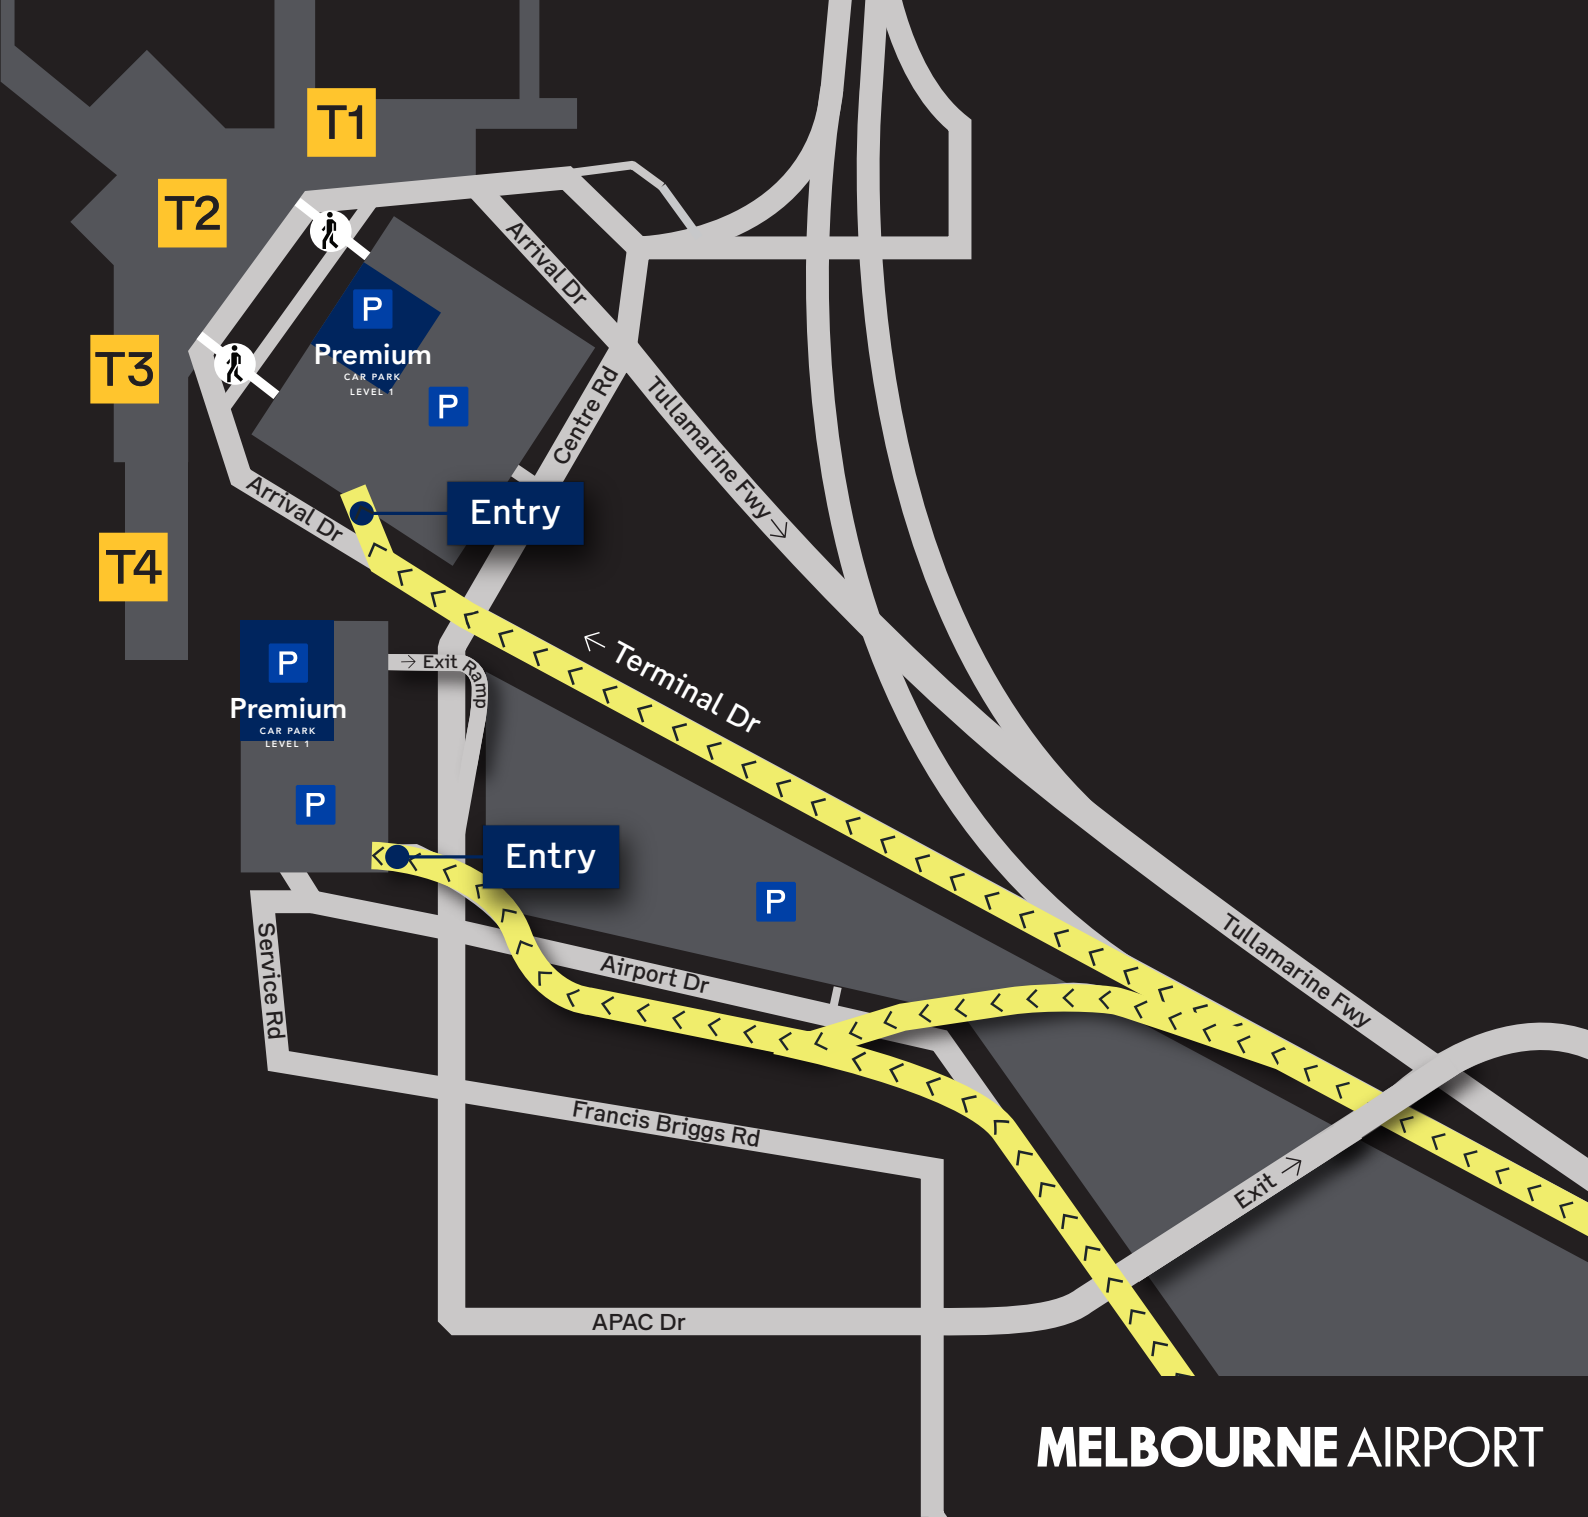 T1
T2
Arrival Dr
P
Premium
CAR PARK
LEVEL 1
T3
P
Centre Rd
Tullamarine Fwy →
Arrival Dr
Entry
T4
← Terminal Dr
P
→ Exit Ramp
Premium
CAR PARK
LEVEL 1
P
Entry
P
Tullamarine Fwy
Service Rd
Airport Dr
Francis Briggs Rd
Exit →
APAC Dr
MELBOURNE AIRPORT